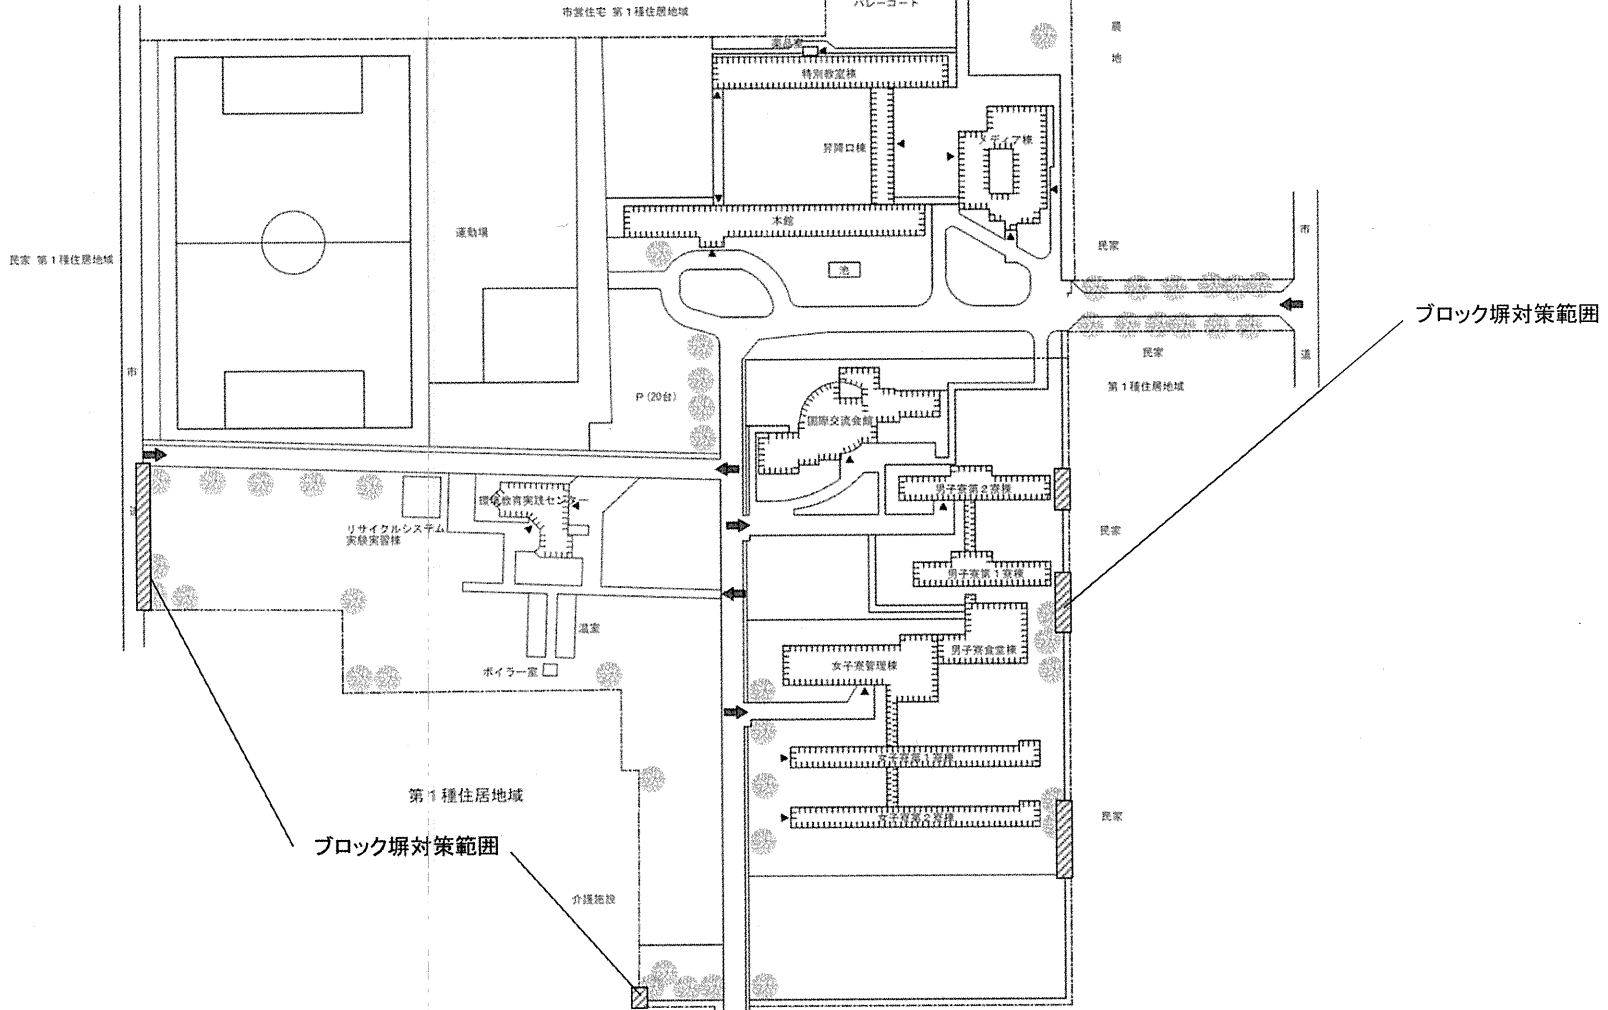 バレーコート
市営住宅 第1種住居地域
農
地
薬品庫
特別教室棟
メディア棟
昇降口棟
本館
運動場
民家 第1種住居地域
民家
市
池
ブロック塀対策範囲
道
民家
第1種住居地域
市
P(20台)
国際交流会館
男子寮第2寮棟
環境教育実践センター
リサイクルシステム
実験実習棟
道
民家
男子寮第1寮棟
温室
男子寮食堂棟
女子寮管理棟
ボイラー室
女子寮第1寮棟
第1種住居地域
女子寮第2寮棟
民家
ブロック塀対策範囲
介護施設